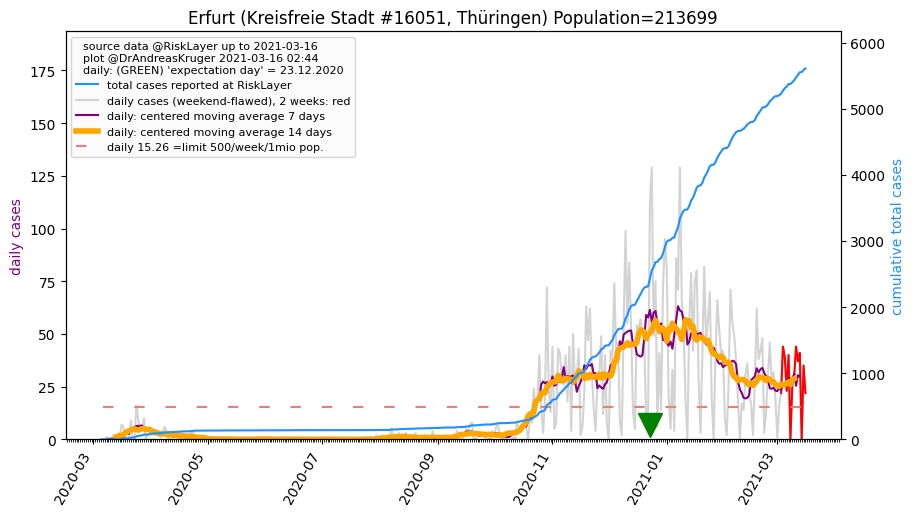 Erfurt (Kreisfreie Stadt #16051, Thüringen) Population=213699
source data @RiskLayer up to 2021-03-16
plot @DrAndreasKruger 2021-03-16 02:44
daily: (GREEN) 'expectation day' = 23.12.2020
total cases reported at RiskLayer
daily cases (weekend-flawed), 2 weeks: red
daily: centered moving average 7 days
daily: centered moving average 14 days
daily 15.26 =limit 500/week/1mio pop.
daily cases
175
150
125
100
75
50
25
0
cumulative total cases
6000
5000
4000
3000
2000
1000
0
2020-03
2020-05
2020-07
2020-09
2020-11
2021-01
2021-03